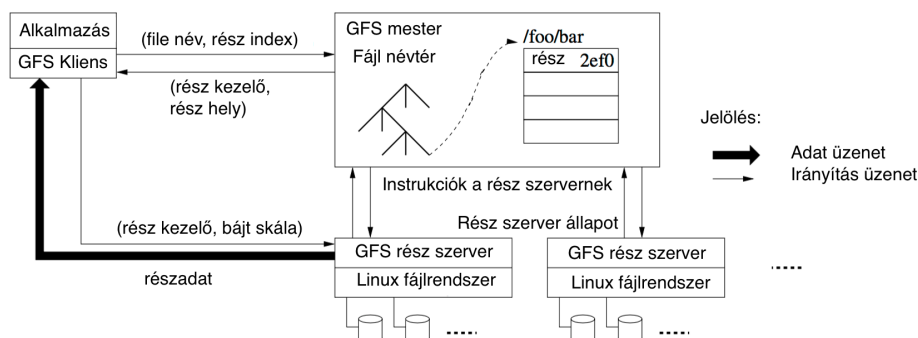 Alkalmazás
GFS Kliens
(file név, rész index)
(rész kezelő,
rész hely)
GFS mester
Fájl névtér
/foo/bar
rész 2ef0
Jelölés:
Adat üzenet
Irányítás üzenet
Instrukciók a rész szervernek
Rész szerver állapot
(rész kezelő, bájt skála)
részadat
GFS rész szerver
Linux fájlrendszer
GFS rész szerver
Linux fájlrendszer